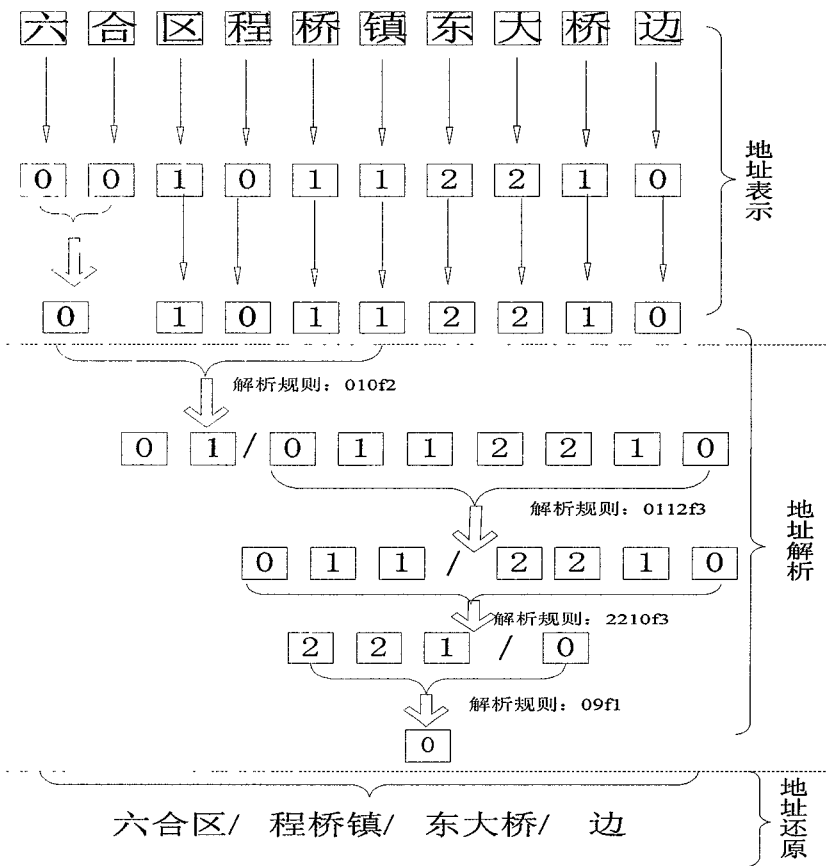 六合区程桥镇东大桥边
0 0 1 0 1 1 2 2 1 0
地址表示
0 1 0 1 1 2 2 1 0
解析规则：010f2
0 1 / 0 1 1 2 2 1 0
解析规则：0112f3
地址解析
0 1 1 / 2 2 1 0
解析规则：2210f3
2 2 1 / 0
解析规则：09f1
0
六合区/ 程桥镇/ 东大桥/ 边
地址还原